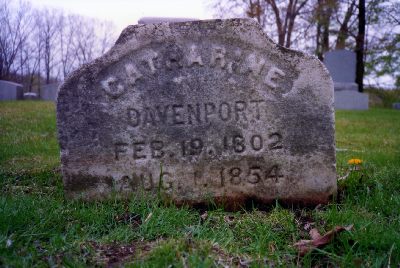 CATHARINE
DAVENPORT
FEB. 19. 1802
AUG. 1. 1854